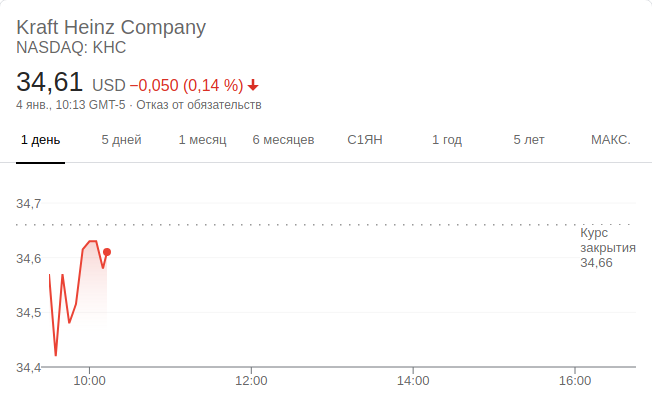 Kraft Heinz Company
NASDAQ: KHC
34,61 USD −0,050 (0,14 %)
4 янв., 10:13 GMT-5 · Отказ от обязательств
1 день 5 дней 1 месяц 6 месяцев С1ЯН 1 год 5 лет МАКС.
34,7
Курс
закрытия
34,66
34,6
34,5
34,4
10:00 12:00 14:00 16:00